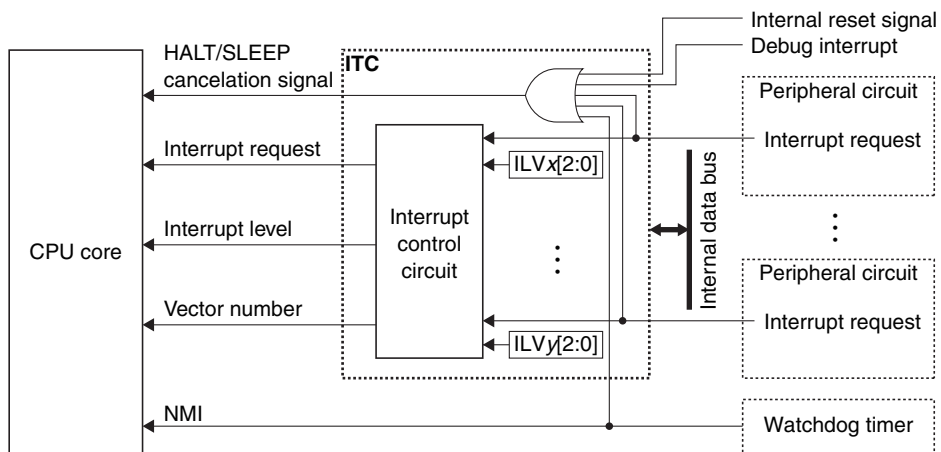 Internal reset signal
Debug interrupt
HALT/SLEEP
cancelation signal
ITC
Peripheral circuit
Interrupt request
Interrupt request
ILVx[2:0]
Internal data bus
Interrupt level
Interrupt
control
circuit
CPU core
Peripheral circuit
Vector number
Interrupt request
ILVy[2:0]
NMI
Watchdog timer